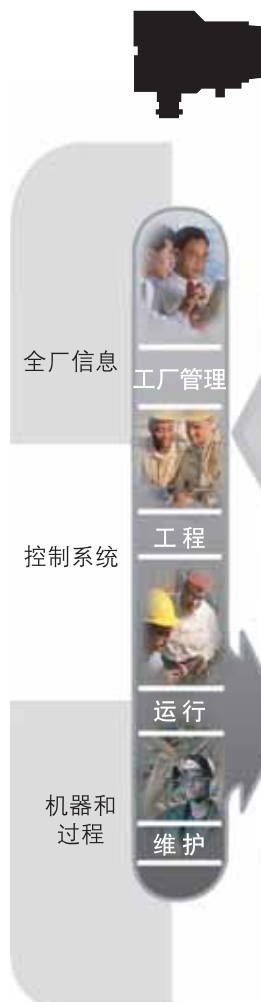 全厂信息
工厂管理
工 程
控制系统
运 行
机器和
过程
维 护